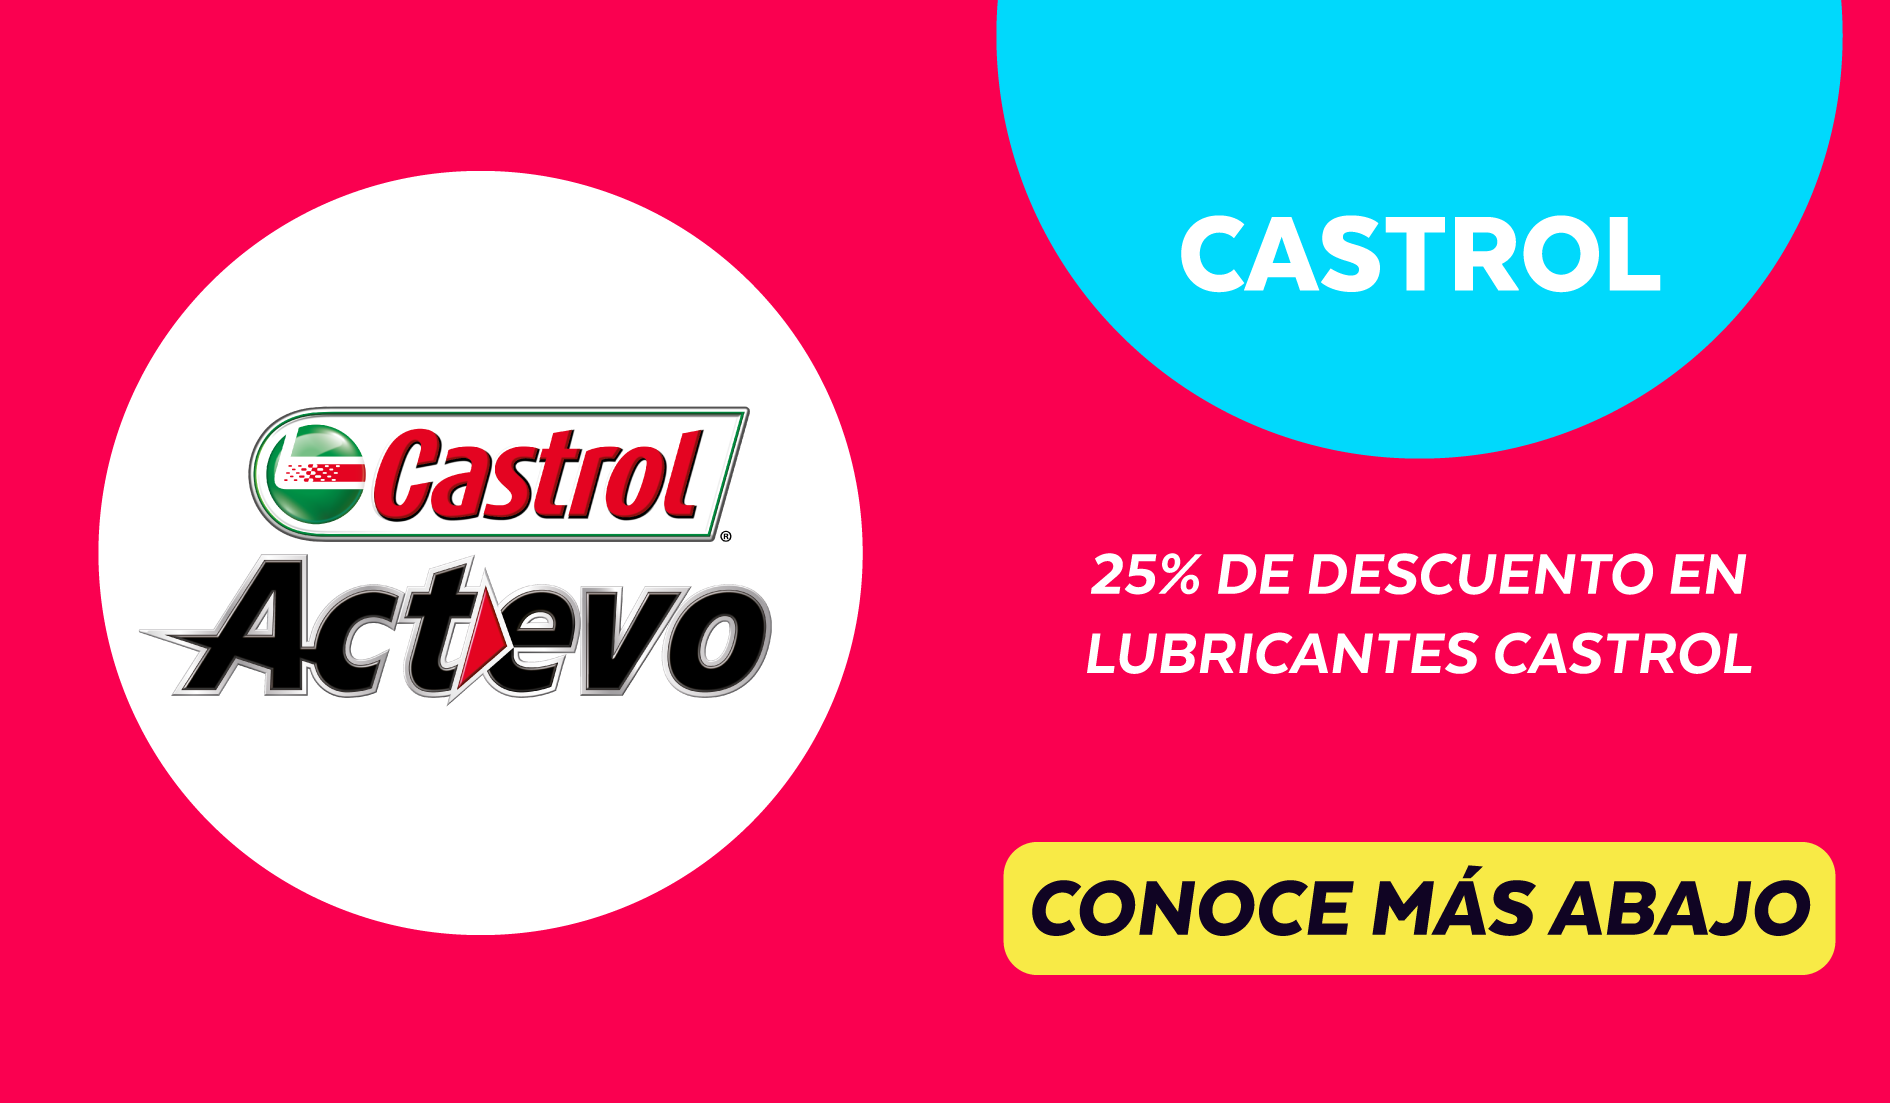 Castrol
®
Actevo
CASTROL
25% DE DESCUENTO EN
LUBRICANTES CASTROL
CONOCE MÁS ABAJO